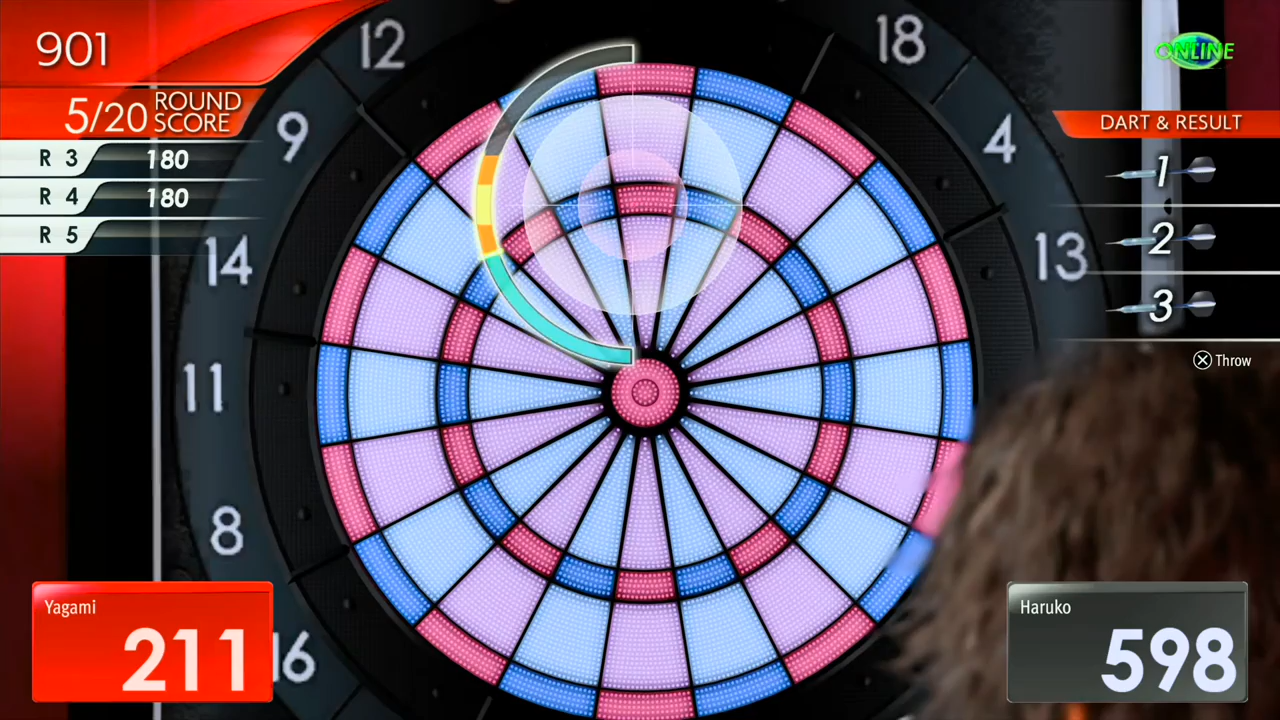 901
5/20 ROUND SCORE
R 3 180
R 4 180
R 5
12
18
9
4
14
13
11
8
16
ONLINE
DART & RESULT
1
2
3
Throw
Yagami
211
Haruko
598